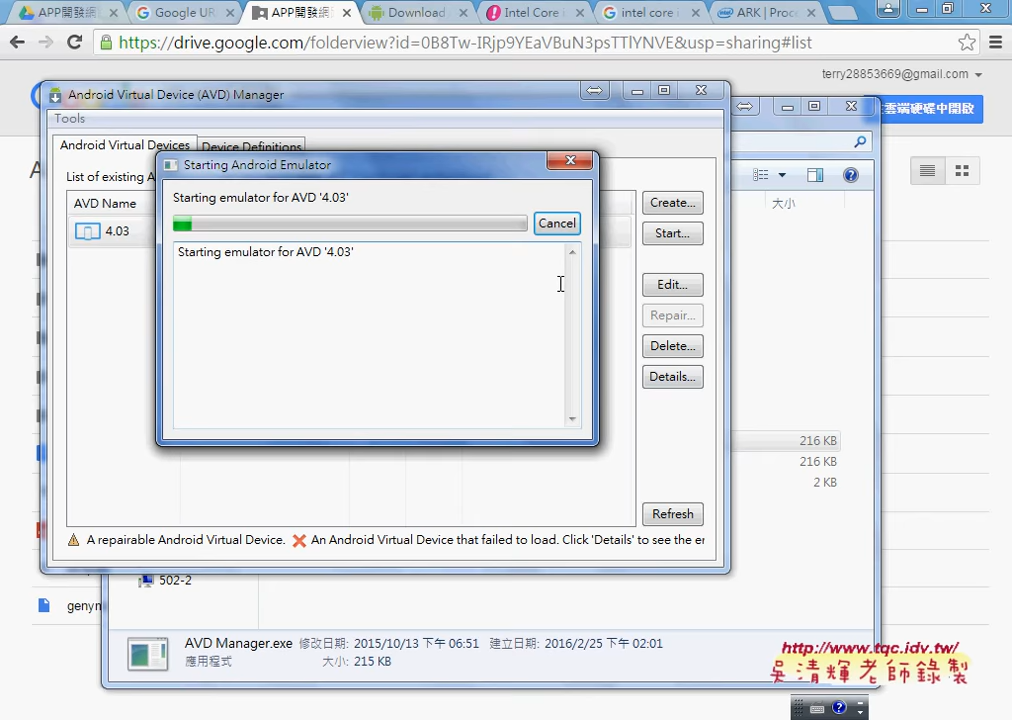 APP開發網
Google UR
APP開發網
Download
Intel Core i
intel core i
ARK | Proce
https://drive.google.com/folderview?id=0B8Tw-IRjp9YEaVBuN3psTTlYNVE&usp=sharing#list
terry28853669@gmail.com
雲端硬碟中開啟
Android Virtual Device (AVD) Manager
Tools
Android Virtual Devices
Device Definitions
List of existing A
AVD Name
4.03
Starting Android Emulator
Starting emulator for AVD '4.03'
Cancel
Starting emulator for AVD '4.03'
Create...
Start...
Edit...
Repair...
Delete...
Details...
Refresh
大小
216 KB
216 KB
2 KB
A repairable Android Virtual Device.
An Android Virtual Device that failed to load. Click 'Details' to see the er
502-2
genym
AVD Manager.exe 修改日期: 2015/10/13 下午 06:51 建立日期: 2016/2/25 下午 02:01
應用程式 大小: 215 KB
http://www.tqc.idv.tw/
吳清輝老師錄製